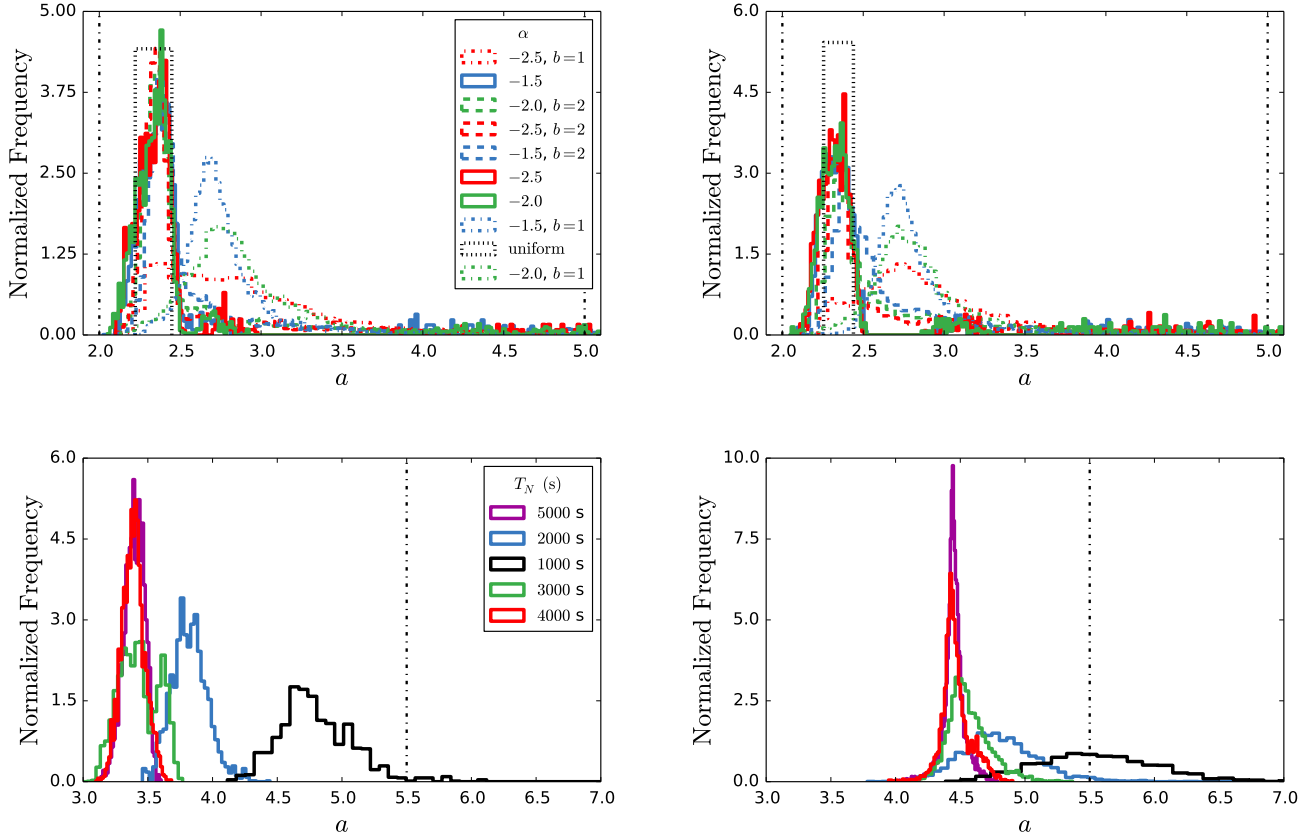 5.00
3.75
2.50
1.25
0.00
Normalized Frequency
2.0 2.5 3.0 3.5 4.0 4.5 5.0
a
α
−2.5, b=1
−1.5
−2.0, b=2
−2.5, b=2
−1.5, b=2
−2.5
−2.0
−1.5, b=1
uniform
−2.0, b=1
6.0
4.5
3.0
1.5
0.0
Normalized Frequency
2.0 2.5 3.0 3.5 4.0 4.5 5.0
a
6.0
4.5
3.0
1.5
0.0
Normalized Frequency
3.0 3.5 4.0 4.5 5.0 5.5 6.0 6.5 7.0
a
T_N (s)
5000 s
2000 s
1000 s
3000 s
4000 s
10.0
7.5
5.0
2.5
0.0
Normalized Frequency
3.0 3.5 4.0 4.5 5.0 5.5 6.0 6.5 7.0
a